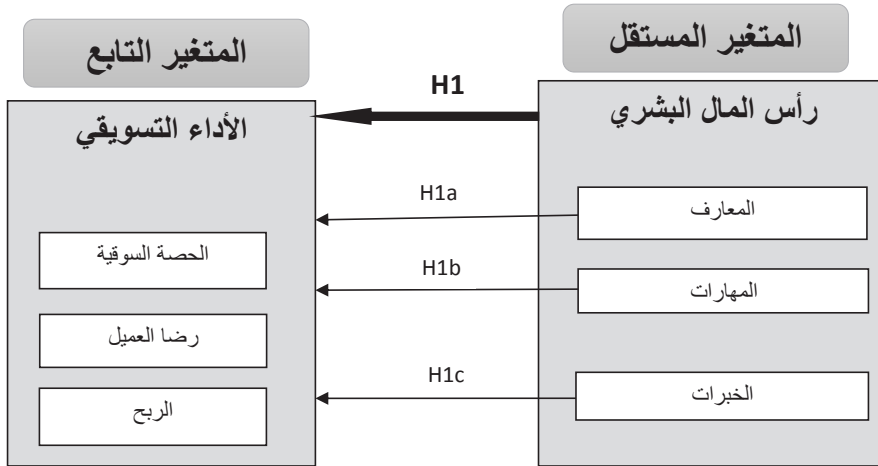 المتغير المستقل
المتغير التابع
رأس المال البشري
H1
الأداء التسويقي
المعارف
H1a
الحصة السوقية
المهارات
H1b
رضا العميل
الخبرات
H1c
الربح